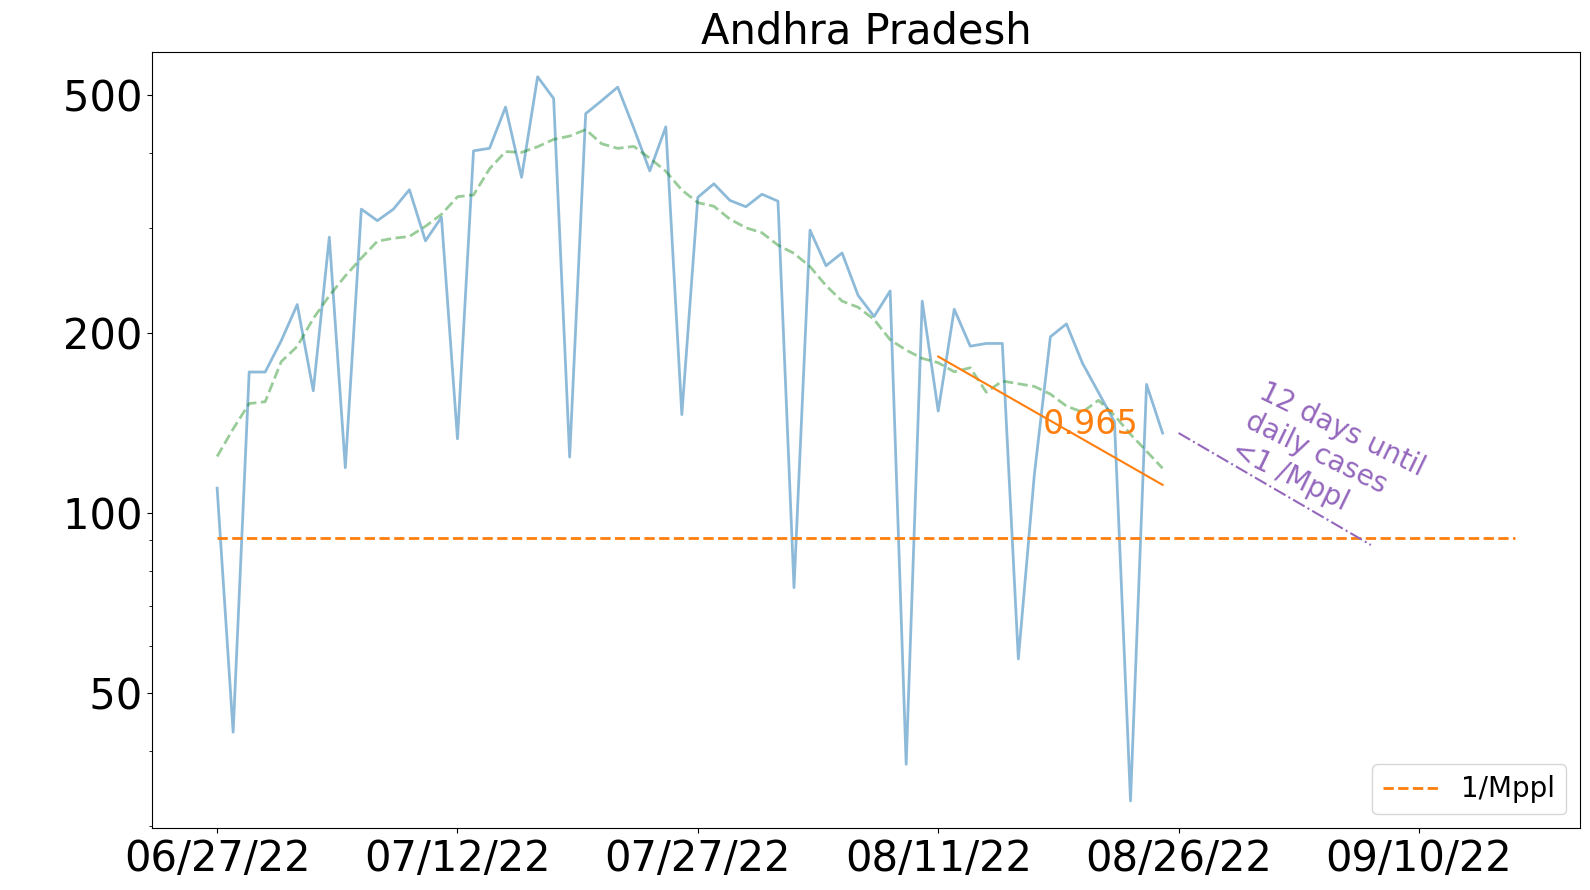 Andhra Pradesh
500
200
100
50
0.965
12 days until
daily cases
<1 /Mppl
1/Mppl
06/27/22
07/12/22
07/27/22
08/11/22
08/26/22
09/10/22